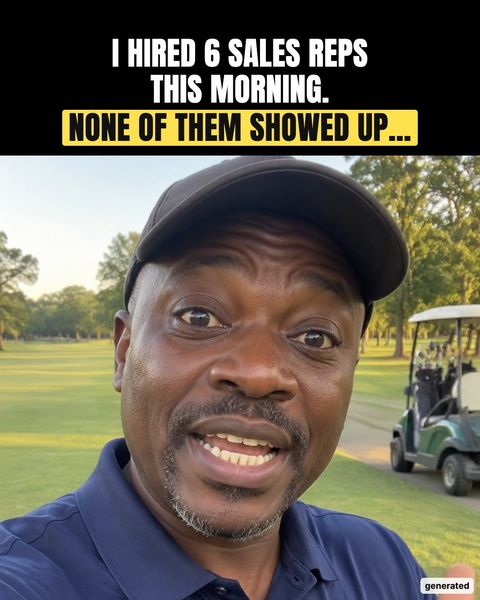 I HIRED 6 SALES REPS
THIS MORNING.
NONE OF THEM SHOWED UP...
generated